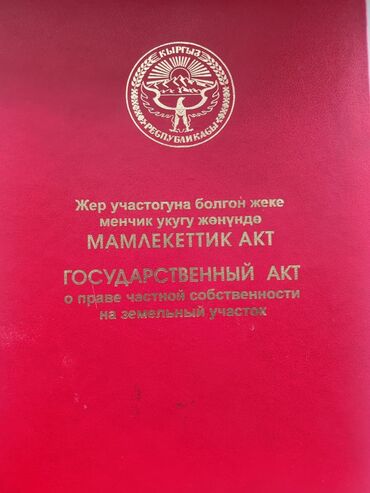 КЫРГЫЗ
РЕСПУБЛИКАСЫ
Жер участогуна болгон жеке
менчик укугу жөнүндө
МАМЛЕКЕТТИК АКТ
ГОСУДАРСТВЕННЫЙ АКТ
о праве частной собственности
на земельный участок